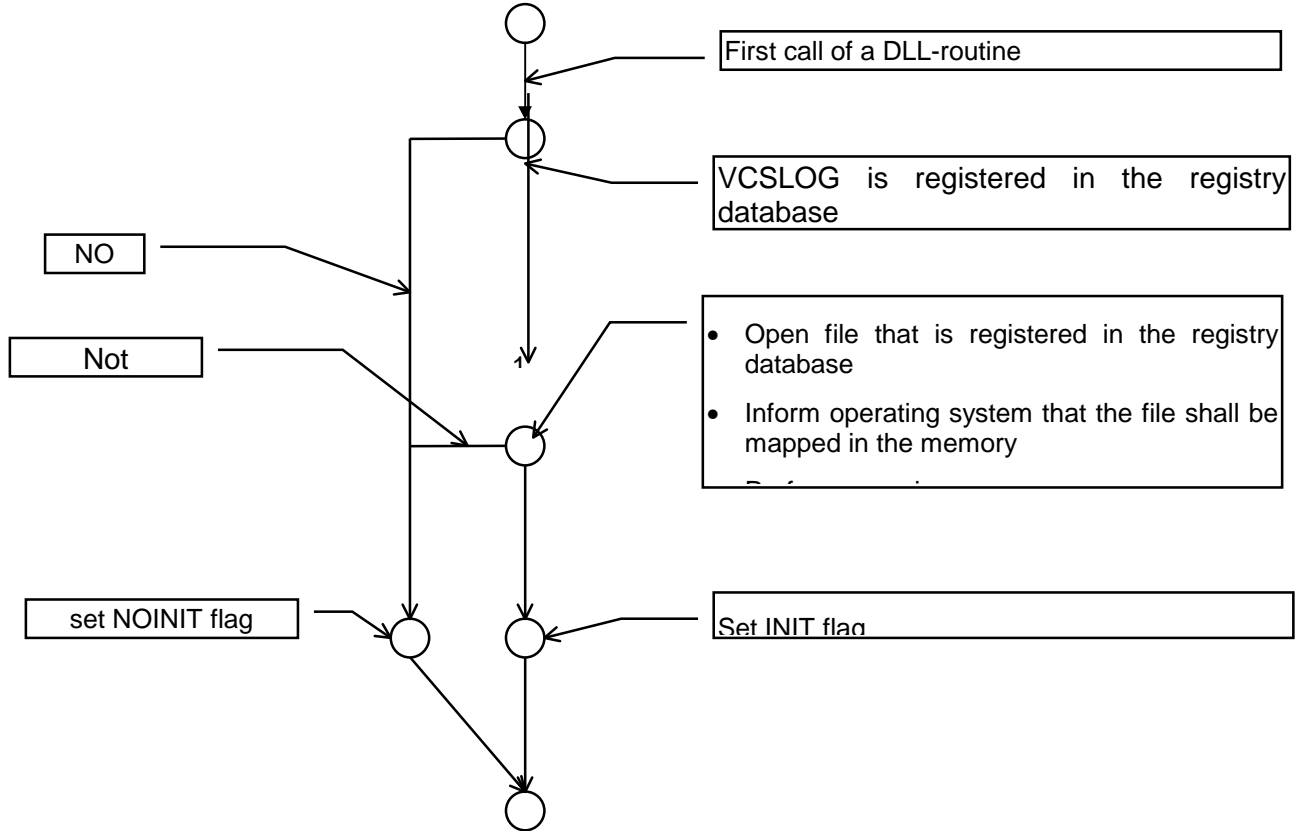 First call of a DLL-routine
VCSLOG is registered in the registry
database
NO
• Open file that is registered in the registry
database
Not
• Inform operating system that the file shall be
mapped in the memory
set NOINIT flag
Set INIT flag